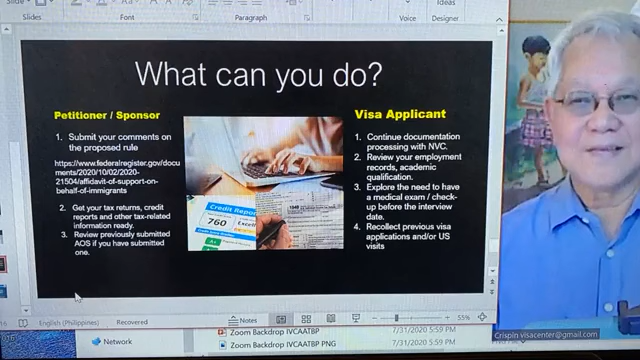 Slide
Font
Paragraph
Voice
Ideas
Designer
What can you do?
Petitioner / Sponsor
1. Submit your comments on
the proposed rule
https://www.federalregister.gov/docu
ments/2020/10/02/2020-
21504/affidavit-of-support-on-
behalf-of-immigrants
2. Get your tax returns, credit
reports and other tax-related
information ready.
3. Review previously submitted
AOS if you have submitted
one.
Credit Repor
760
Excell
A+
1040
Visa Applicant
1. Continue documentation
processing with NVC.
2. Review your employment
records, academic
qualification.
3. Explore the need to have
a medical exam / check-
up before the interview
date.
4. Recollect previous visa
applications and/or US
visits
English (Philippines)
Recovered
Notes
55%
Crispin visacenter@gmail.com
Network
Zoom Backdrop IVCAATBP
7/31/2020 5:59 PM
Zoom Backdrop IVCAATBP PNG
7/31/2020 5:59 PM